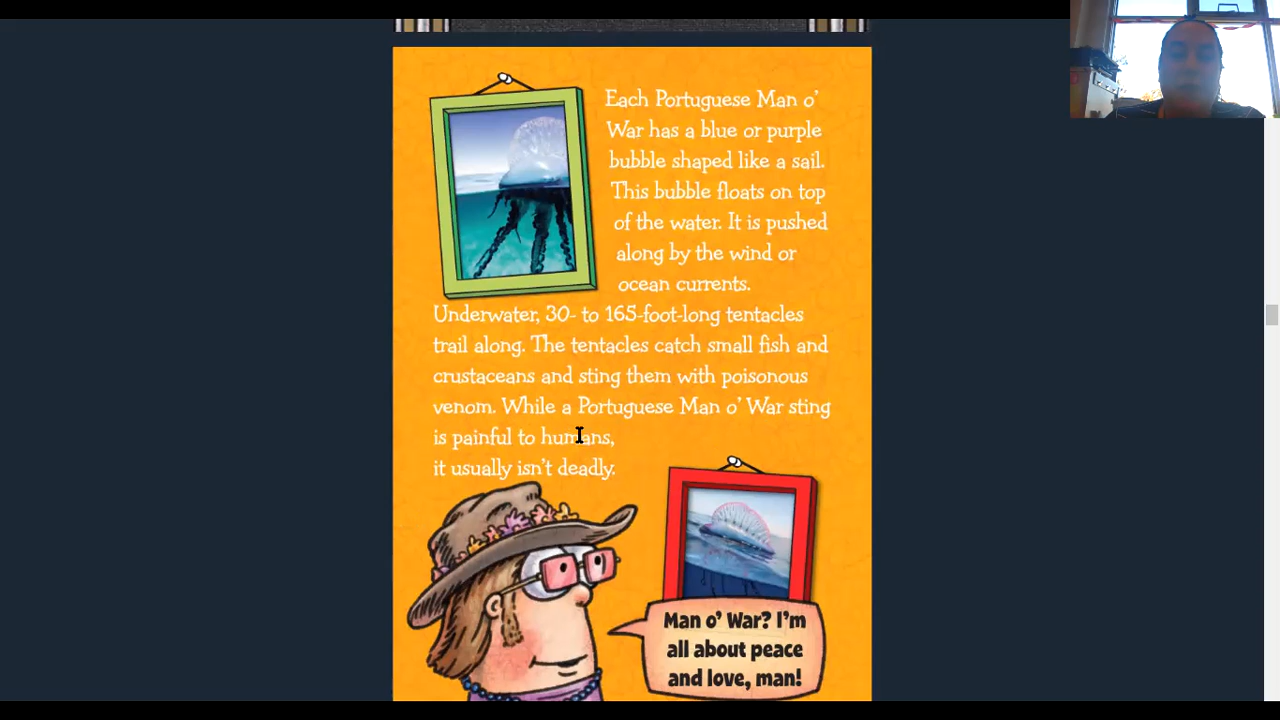 Each Portuguese Man o'
War has a blue or purple
bubble shaped like a sail.
This bubble floats on top
of the water. It is pushed
along by the wind or
ocean currents.
Underwater, 30- to 165-foot-long tentacles
trail along. The tentacles catch small fish and
crustaceans and sting them with poisonous
venom. While a Portuguese Man o' War sting
is painful to humans,
it usually isn't deadly.
Man o' War? I'm
all about peace
and love, man!